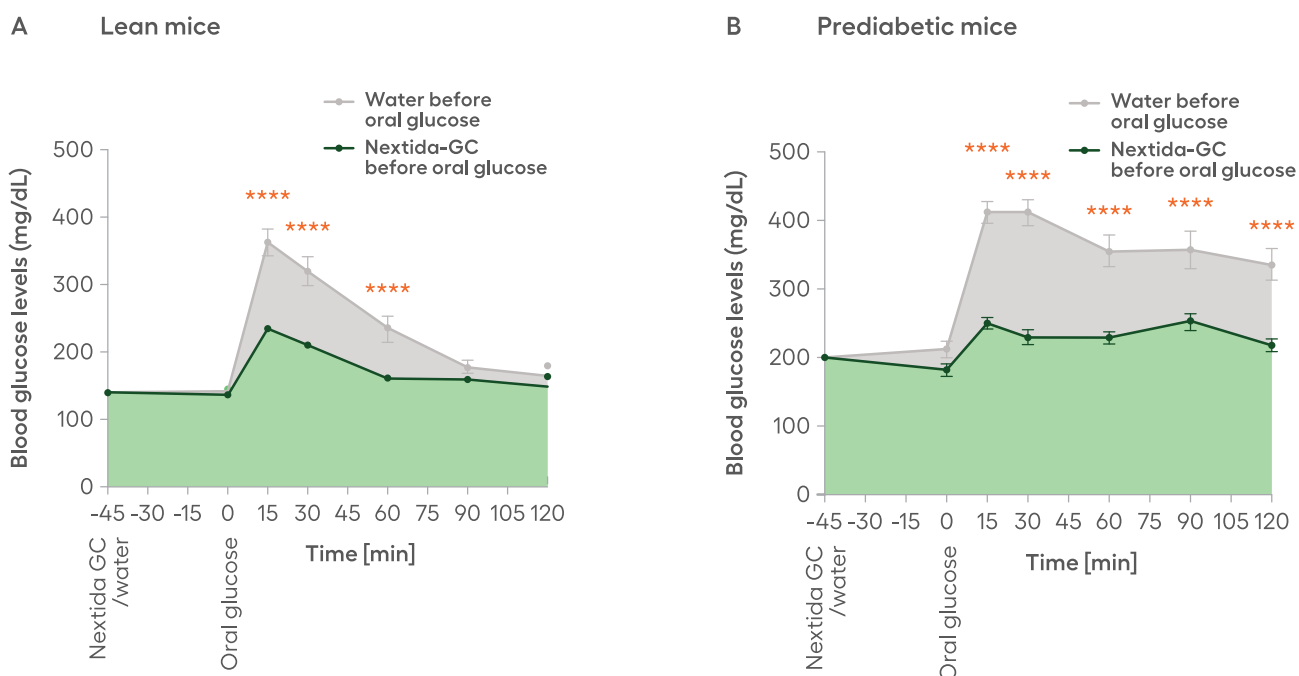 A Lean mice
Water before
oral glucose
Nextida-GC
before oral glucose
Blood glucose levels (mg/dL)
500
400
300
200
100
0
****
****
****
-45 -30 -15 0 15 30 45 60 75 90 105 120
Time [min]
Nextida GC
/water
Oral glucose
B Prediabetic mice
Water before
oral glucose
Nextida-GC
before oral glucose
Blood glucose levels (mg/dL)
500
400
300
200
100
0
****
****
****
****
****
-45 -30 -15 0 15 30 45 60 75 90 105 120
Time [min]
Nextida GC
/water
Oral glucose